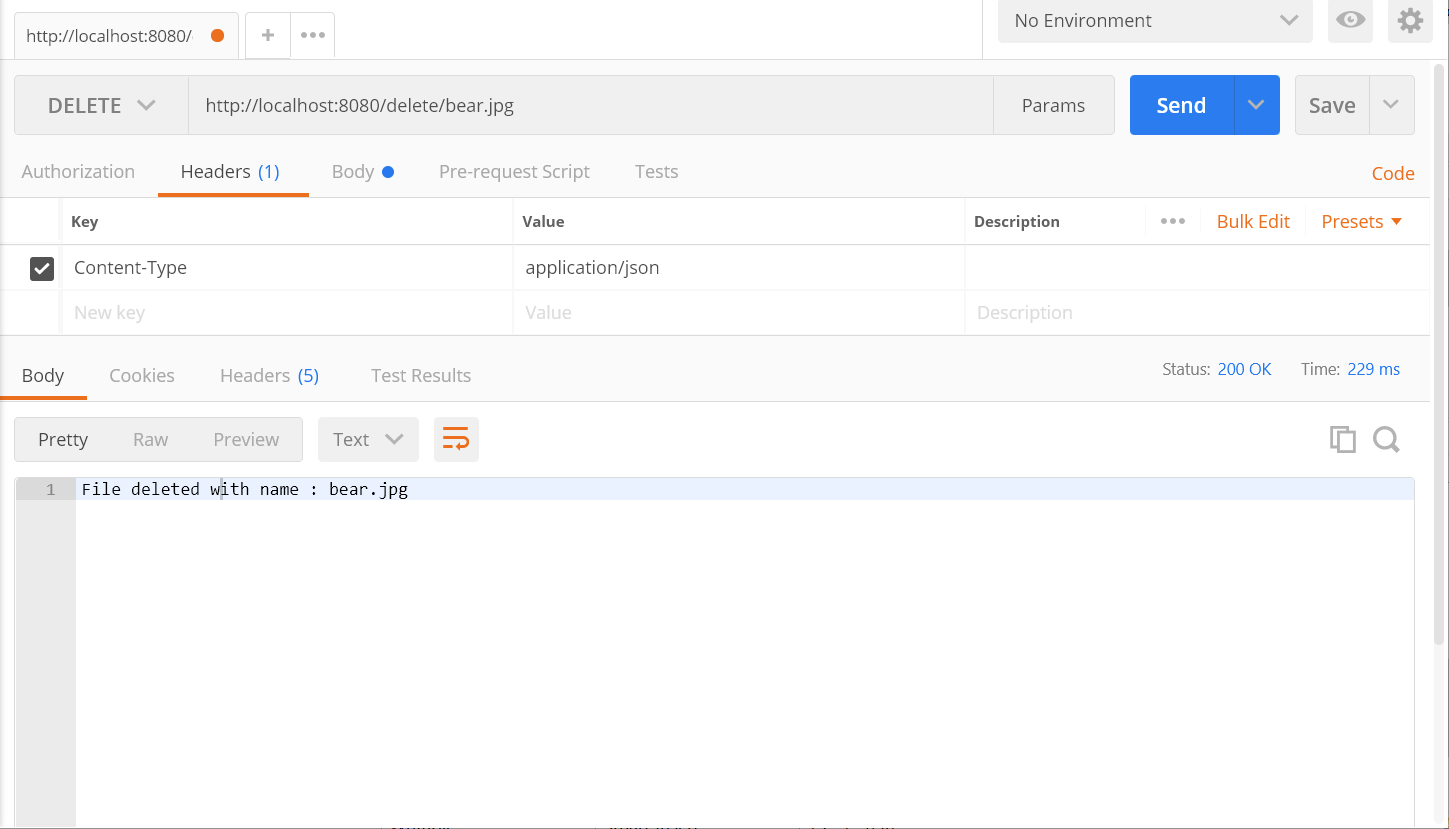 http://localhost:8080/
No Environment
DELETE http://localhost:8080/delete/bear.jpg Params Send Save
Authorization Headers (1) Body Pre-request Script Tests Code
Key Value Description Bulk Edit Presets
Content-Type application/json
New key Value Description
Body Cookies Headers (5) Test Results Status: 200 OK Time: 229 ms
Pretty Raw Preview Text
1 File deleted with name : bear.jpg